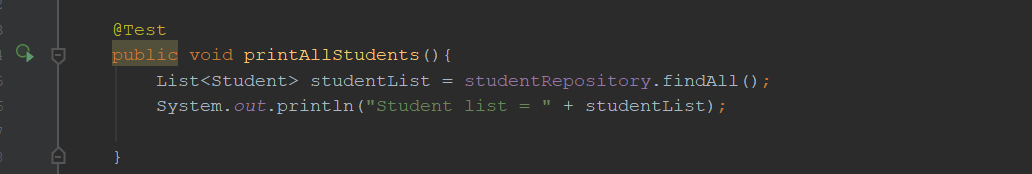 @Test
public void printAllStudents(){
List<Student> studentList = studentRepository.findAll();
System.out.println("Student list = " + studentList);
}